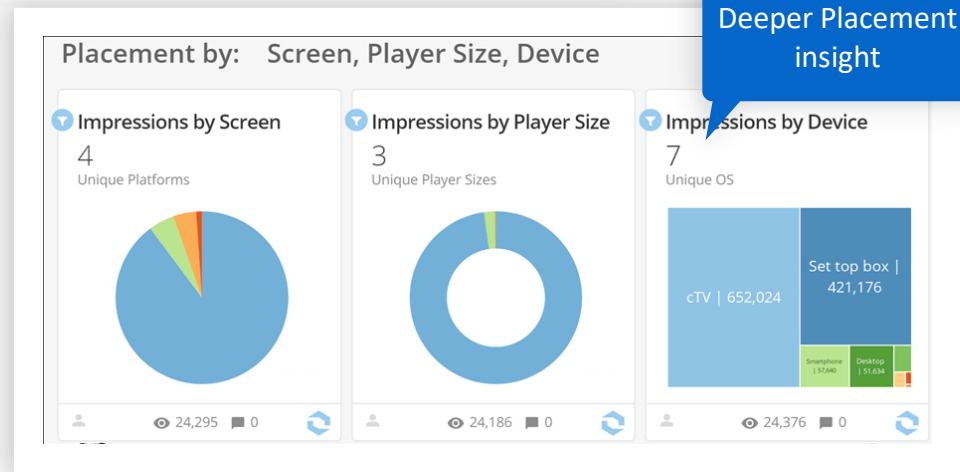 Deeper Placement
insight
Placement by: Screen, Player Size, Device
Impressions by Screen
4
Unique Platforms
24,295 0
Impressions by Player Size
3
Unique Player Sizes
24,186 0
Impressions by Device
7
Unique OS
cTV | 652,024
Set top box |
421,176
Smartphone
| 57,640
Desktop
| 51,634
24,376 0